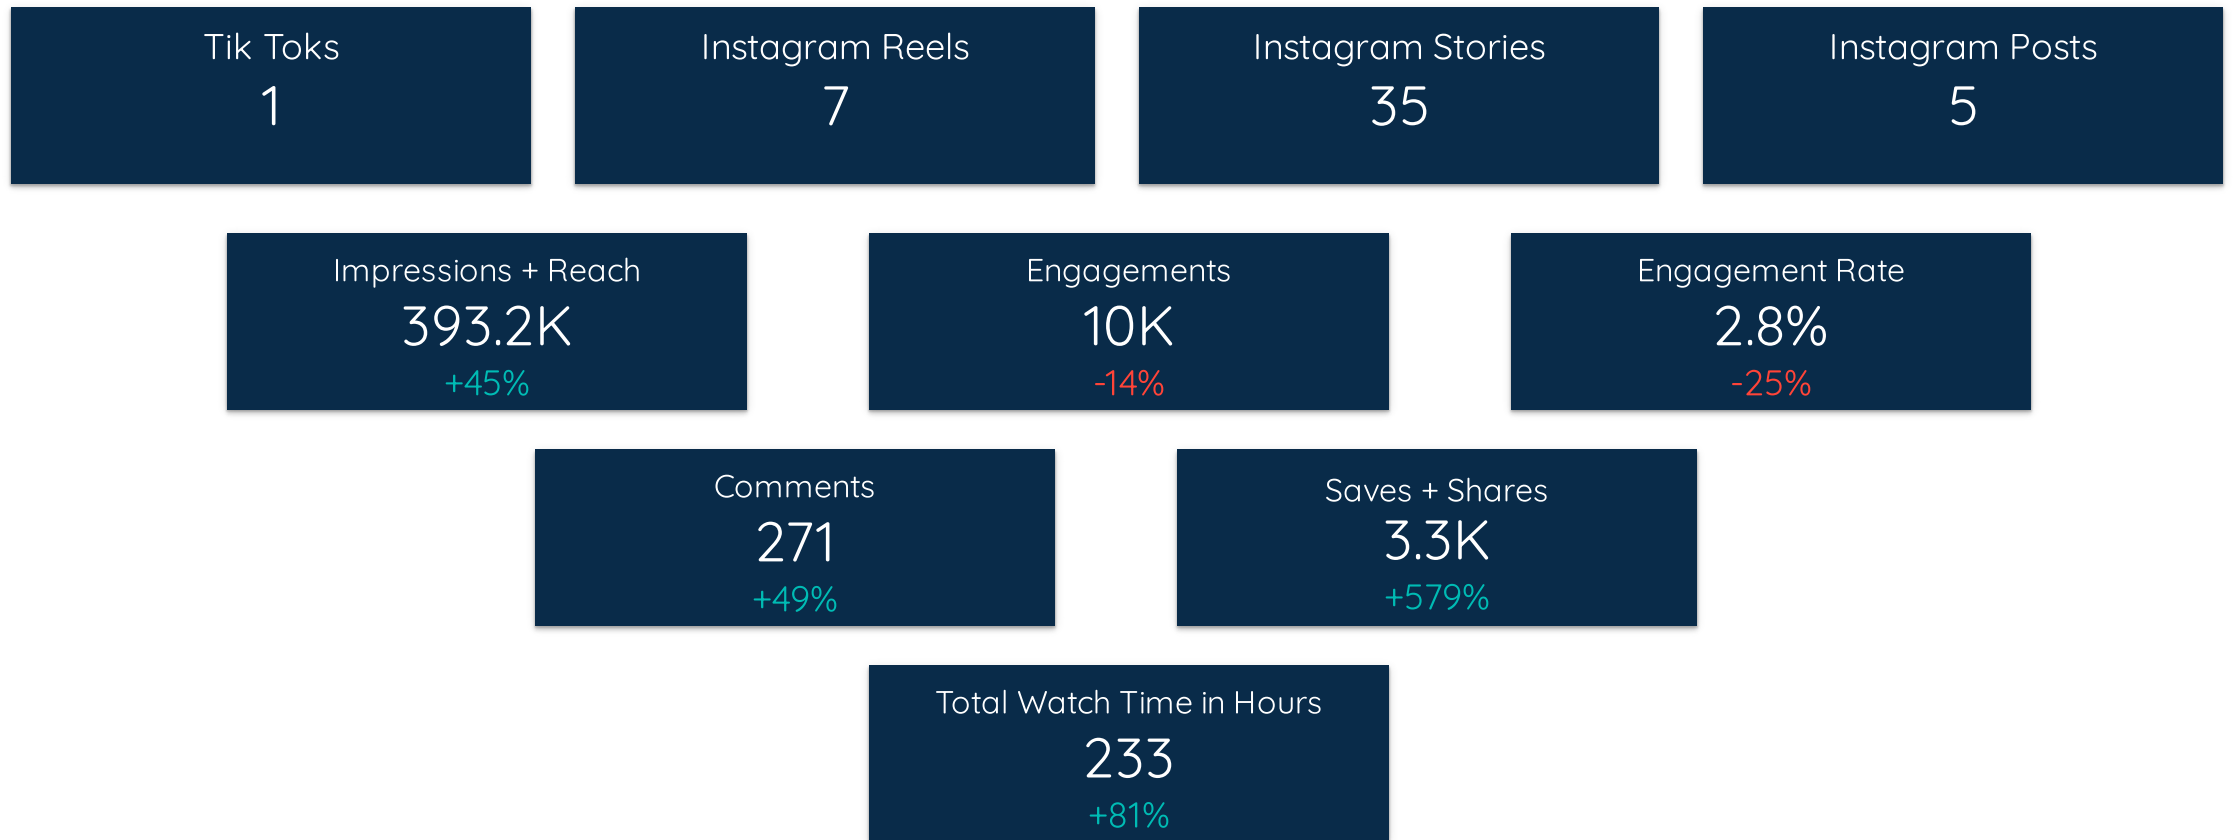 Tik Toks
1
Instagram Reels
7
Instagram Stories
35
Instagram Posts
5
Impressions + Reach
393.2K
+45%
Engagements
10K
-14%
Engagement Rate
2.8%
-25%
Comments
271
+49%
Saves + Shares
3.3K
+579%
Total Watch Time in Hours
233
+81%